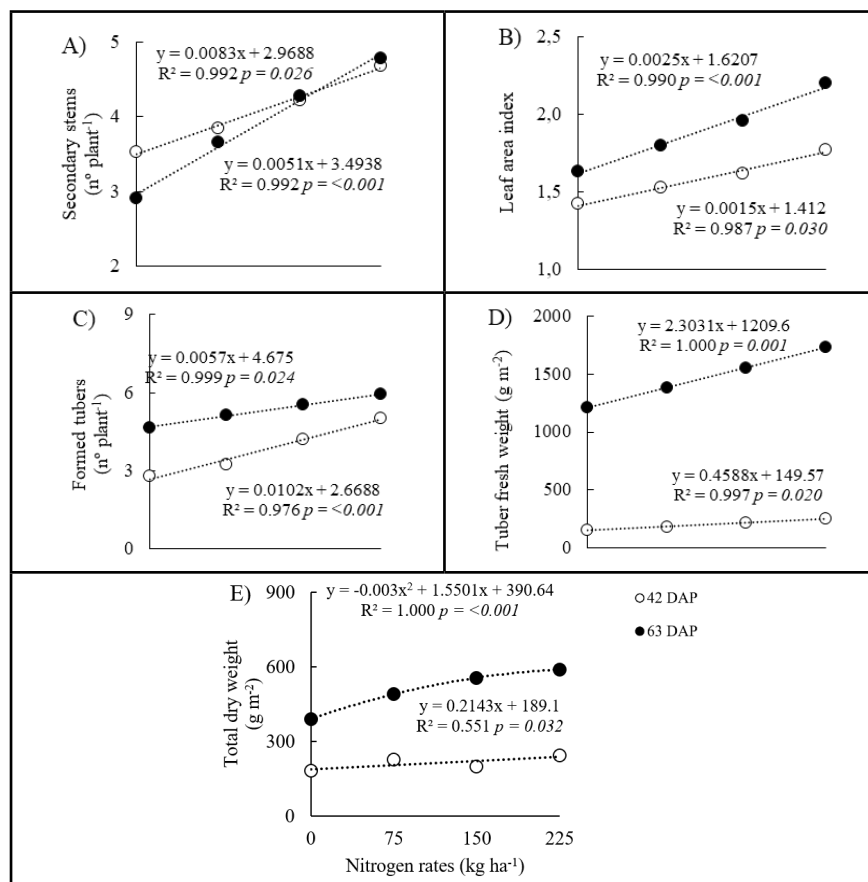 A)
Secondary stems
(n° plant⁻¹)
5
4
3
2
y = 0.0083x + 2.9688
R² = 0.992 p = 0.026
y = 0.0051x + 3.4938
R² = 0.992 p = <0.001
B)
Leaf area index
2,5
2,0
1,5
1,0
y = 0.0025x + 1.6207
R² = 0.990 p = <0.001
y = 0.0015x + 1.412
R² = 0.987 p = 0.030
C)
Formed tubers
(n° plant⁻¹)
9
6
3
0
y = 0.0057x + 4.675
R² = 0.999 p = 0.024
y = 0.0102x + 2.6688
R² = 0.976 p = <0.001
D)
Tuber fresh weight (g m⁻²)
2000
1500
1000
500
0
y = 2.3031x + 1209.6
R² = 1.000 p = 0.001
y = 0.4588x + 149.57
R² = 0.997 p = 0.020
E)
Total dry weight
(g m⁻²)
900
600
300
0
y = -0.003x² + 1.5501x + 390.64
R² = 1.000 p = <0.001
y = 0.2143x + 189.1
R² = 0.551 p = 0.032
0 75 150 225
Nitrogen rates (kg ha⁻¹)
42 DAP
63 DAP